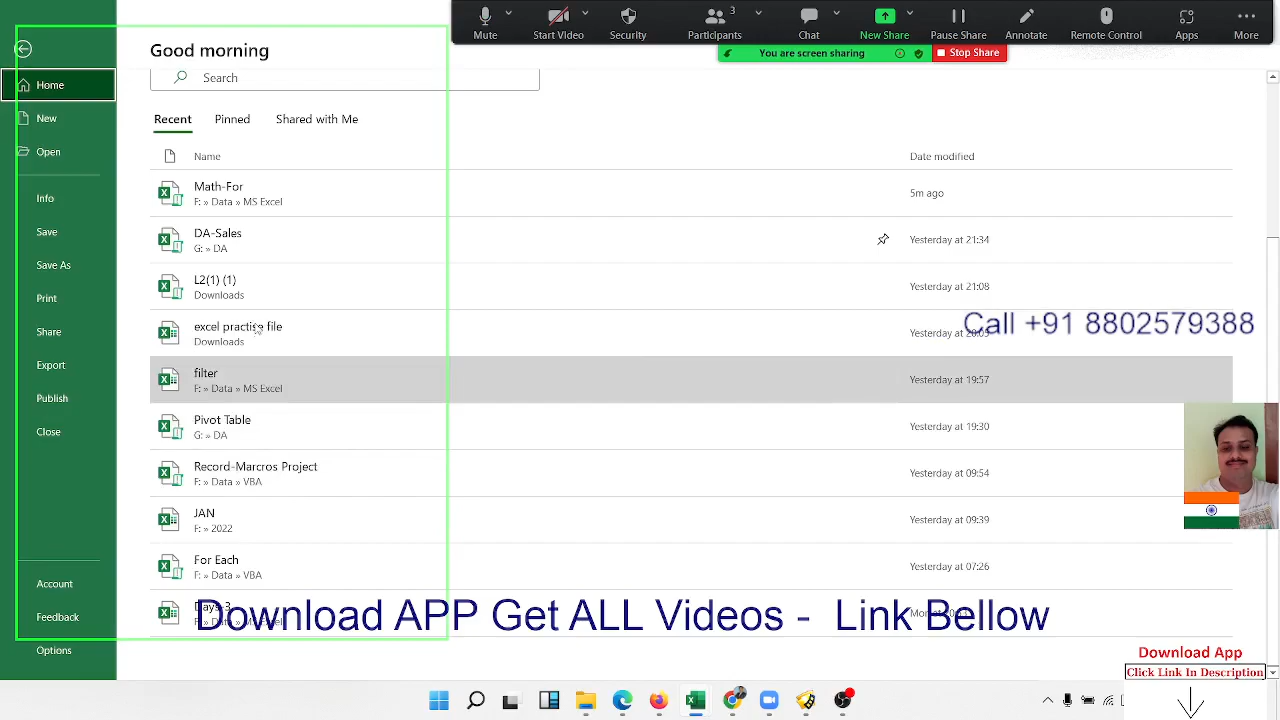 Mute
Start Video
Security
Participants
3
Chat
New Share
Pause Share
Annotate
Remote Control
Apps
More
You are screen sharing
Stop Share
Good morning
Search
Home
New
Open
Info
Save
Save As
Print
Share
Export
Publish
Close
Account
Feedback
Options
Recent
Pinned
Shared with Me
Name
Date modified
Math-For
F: » Data » MS Excel
5m ago
DA-Sales
G: » DA
Yesterday at 21:34
L2(1) (1)
Downloads
Yesterday at 21:08
excel practise file
Downloads
Yesterday at
Call +91 8802579388
filter
F: » Data » MS Excel
Yesterday at 19:57
Pivot Table
G: » DA
Yesterday at 19:30
Record-Marcros Project
F: » Data » VBA
Yesterday at 09:54
JAN
F: » 2022
Yesterday at 09:39
For Each
F: » Data » VBA
Yesterday at 07:26
Download APP Get ALL Videos - Link Bellow
Download App
Click Link In Description